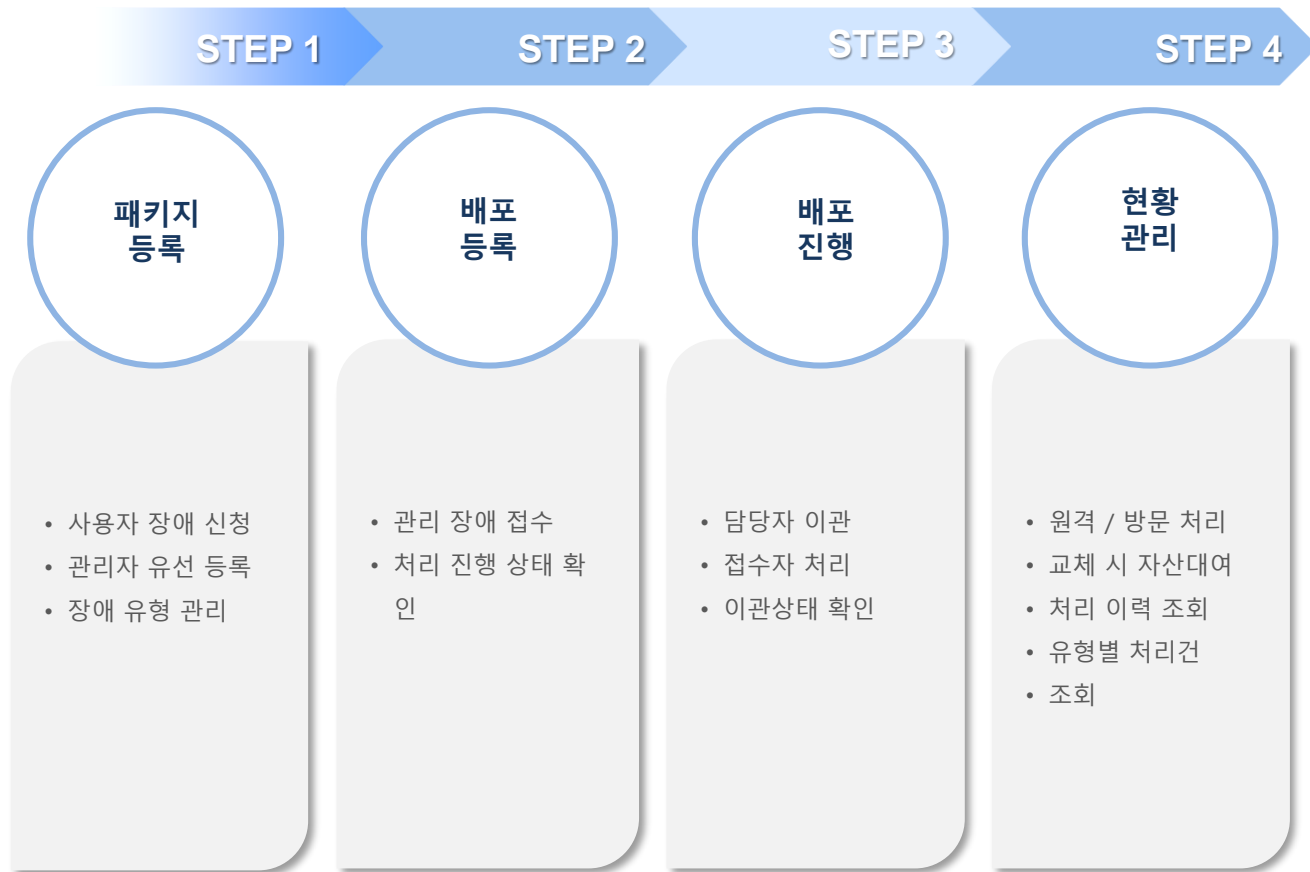 STEP 1
STEP 2
STEP 3
STEP 4
패키지
등록
배포
등록
배포
진행
현황
관리
• 사용자 장애 신청
• 관리자 유선 등록
• 장애 유형 관리
• 관리 장애 접수
• 처리 진행 상태 확
인
• 담당자 이관
• 접수자 처리
• 이관상태 확인
• 원격 / 방문 처리
• 교체 시 자산대여
• 처리 이력 조회
• 유형별 처리건
• 조회